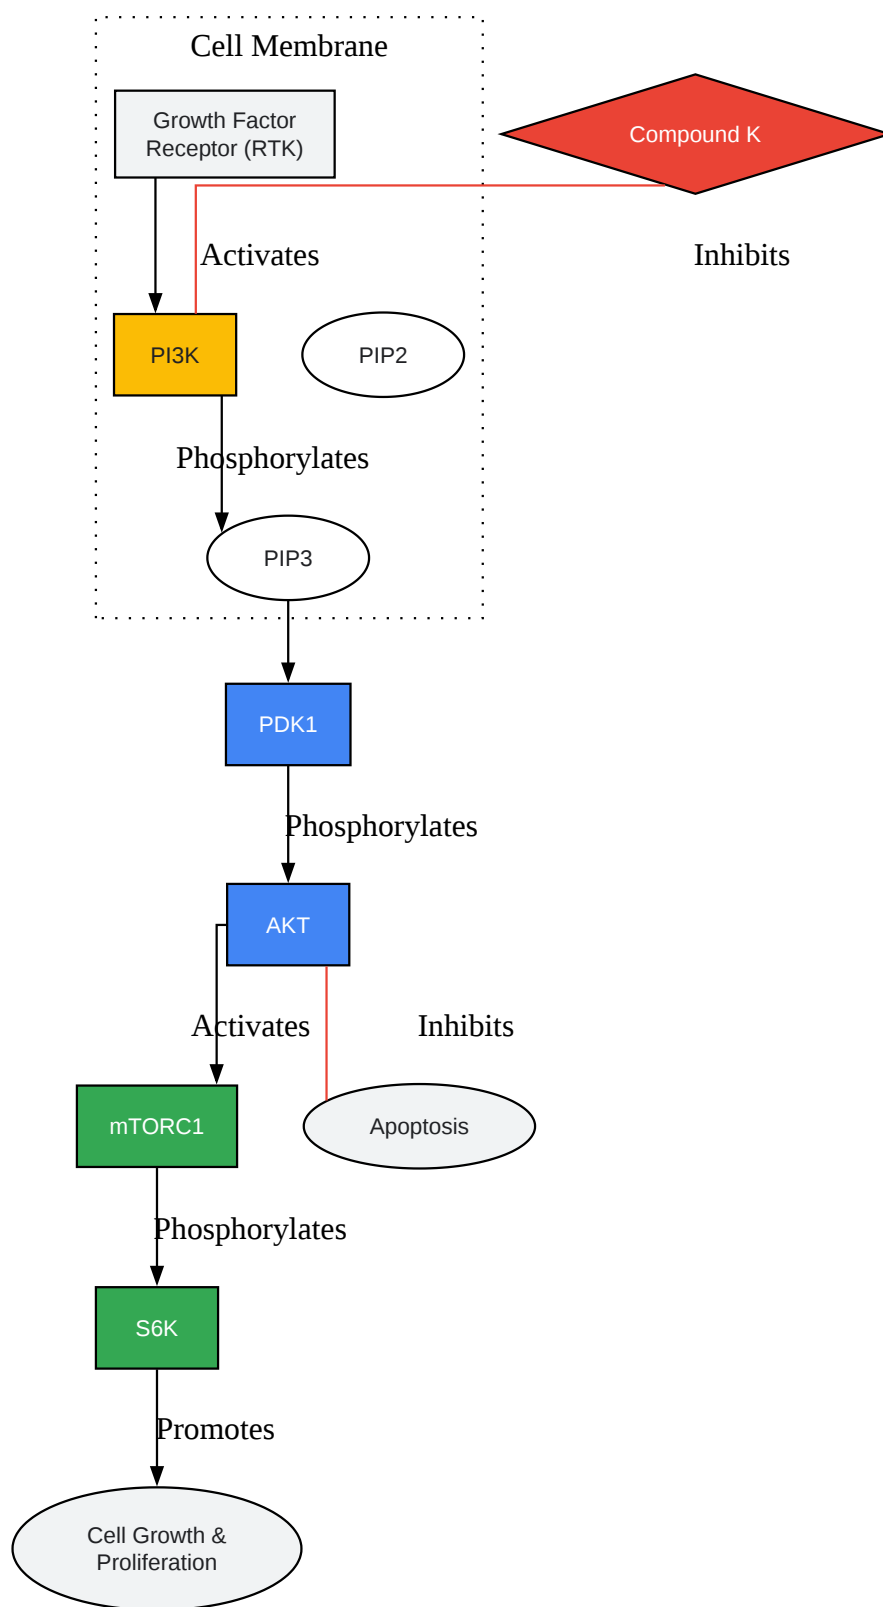 Cell Membrane
Growth Factor
Receptor (RTK)
Compound K
Activates
Inhibits
PI3K
PIP2
Phosphorylates
PIP3
PDK1
Phosphorylates
AKT
Activates
Inhibits
mTORC1
Apoptosis
Phosphorylates
S6K
Promotes
Cell Growth &
Proliferation